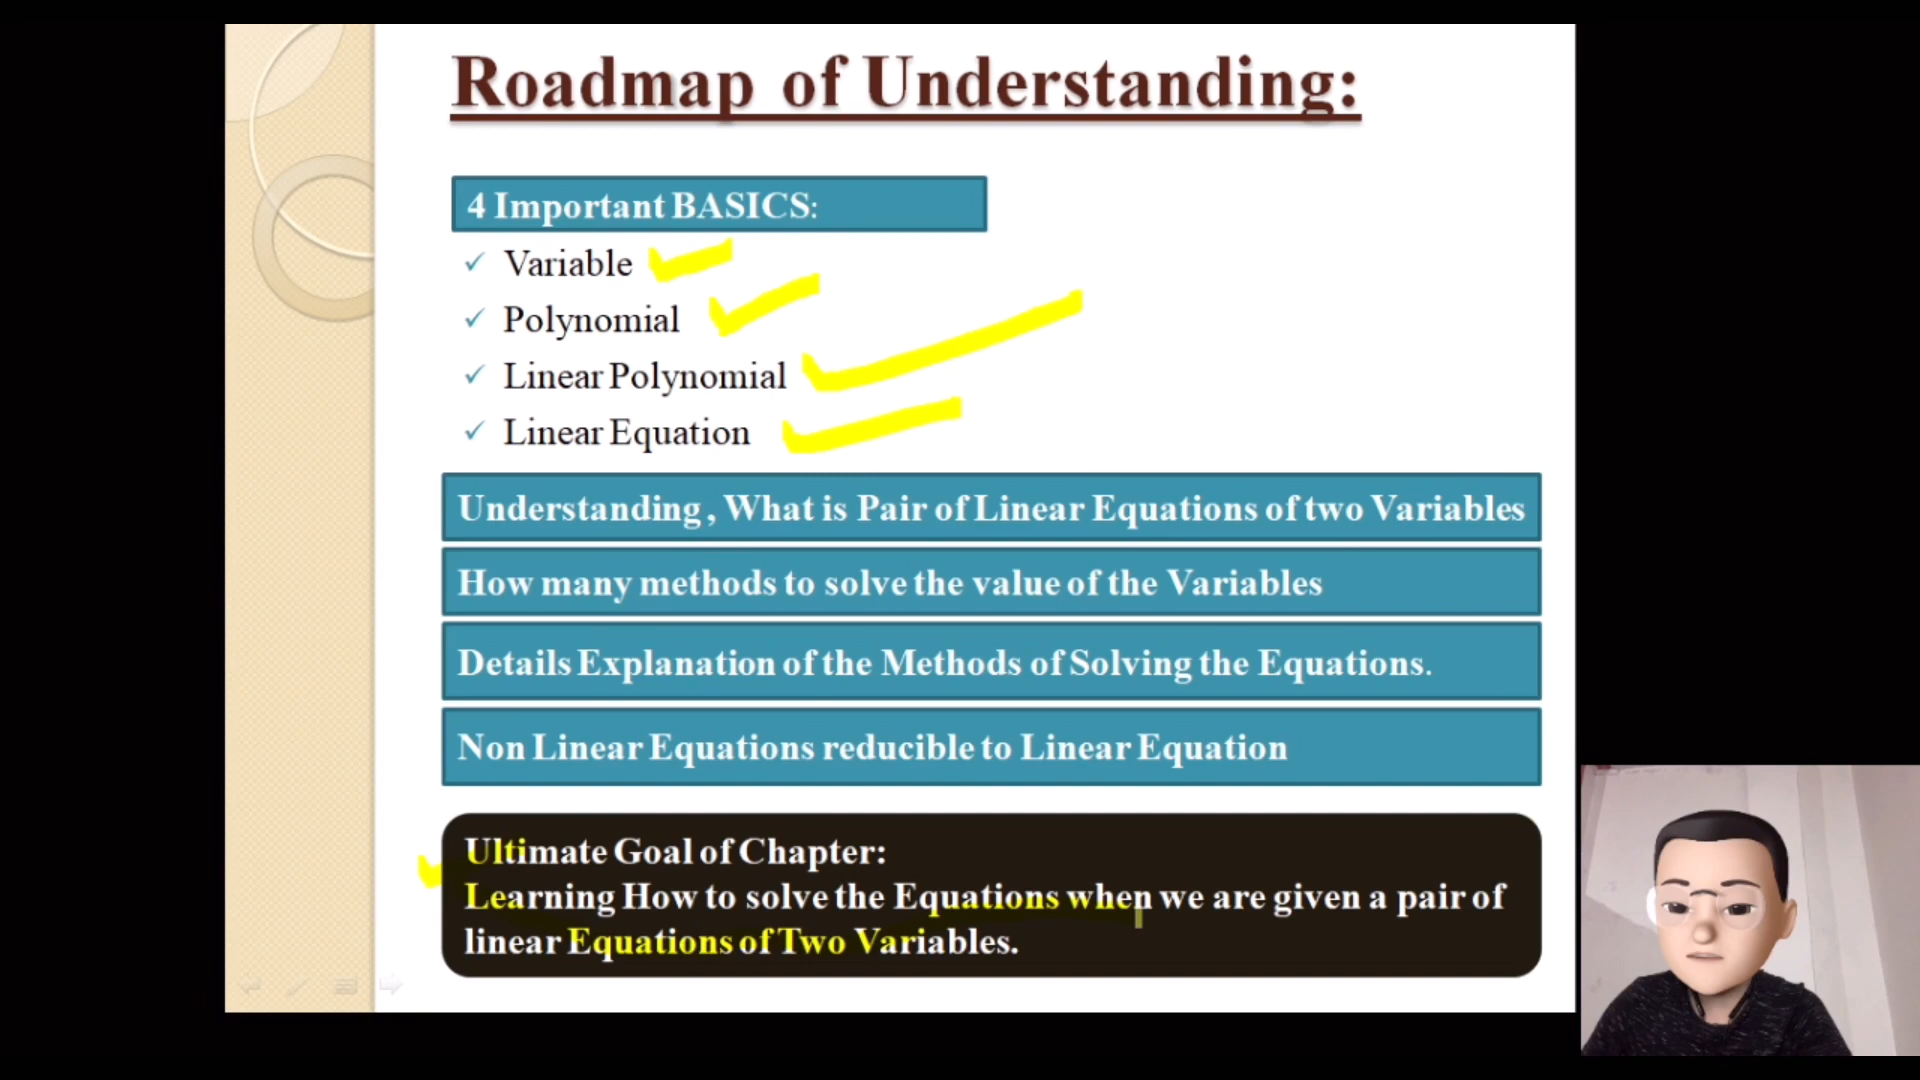 Roadmap of Understanding:
4 Important BASICS:
Variable
Polynomial
Linear Polynomial
Linear Equation
Understanding , What is Pair of Linear Equations of two Variables
How many methods to solve the value of the Variables
Details Explanation of the Methods of Solving the Equations.
Non Linear Equations reducible to Linear Equation
Ultimate Goal of Chapter:
Learning How to solve the Equations when we are given a pair of
linear Equations of Two Variables.